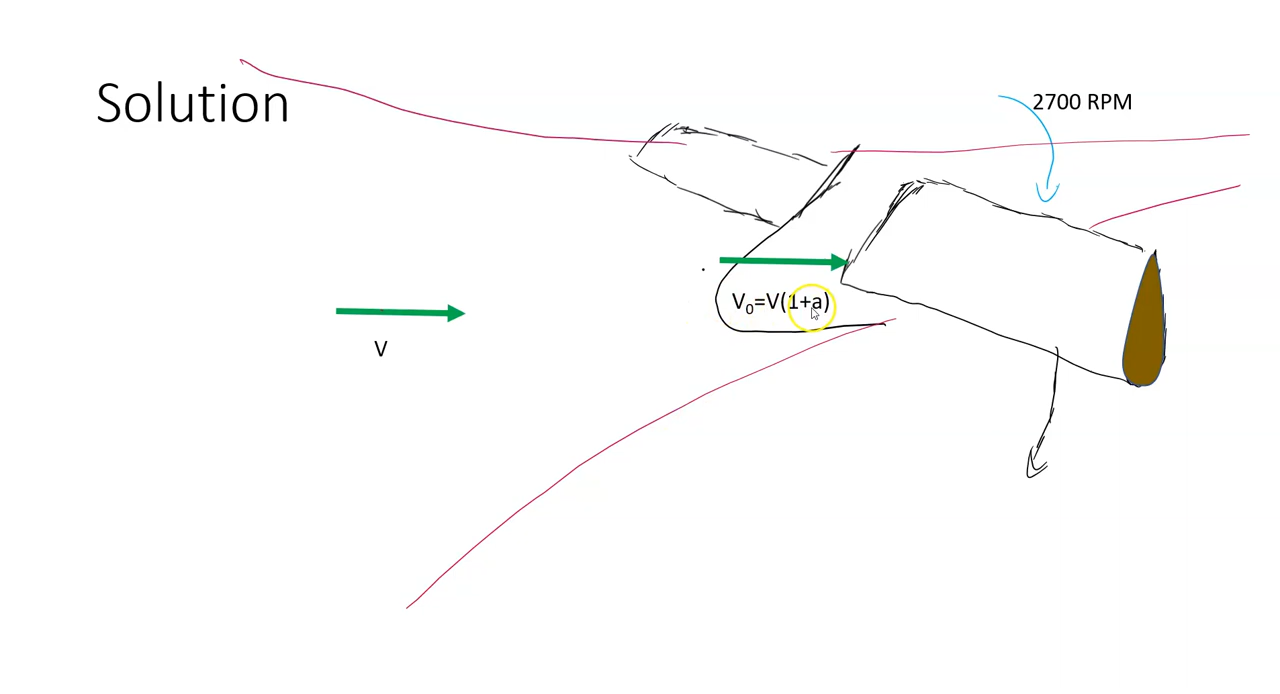 Solution
2700 RPM
V₀=V(1+a)
V